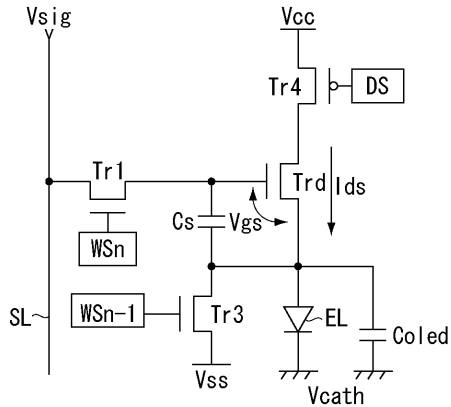 Vsig
Vcc
Tr4
DS
Tr1
Trd
Ids
Cs
Vgs
WSn
WSn-1
SL
Tr3
EL
Coled
Vss
Vcath